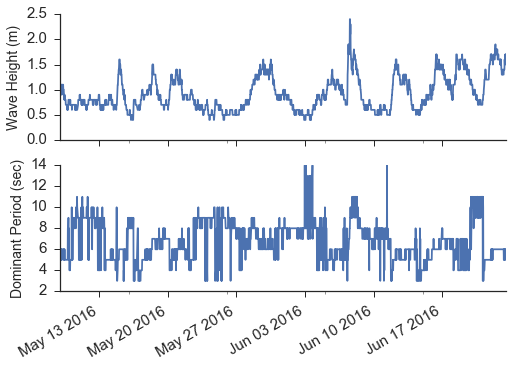 2.5
2.0
1.5
1.0
0.5
0.0
Wave Height (m)
14
12
10
8
6
4
2
Dominant Period (sec)
May 13 2016
May 20 2016
May 27 2016
Jun 03 2016
Jun 10 2016
Jun 17 2016